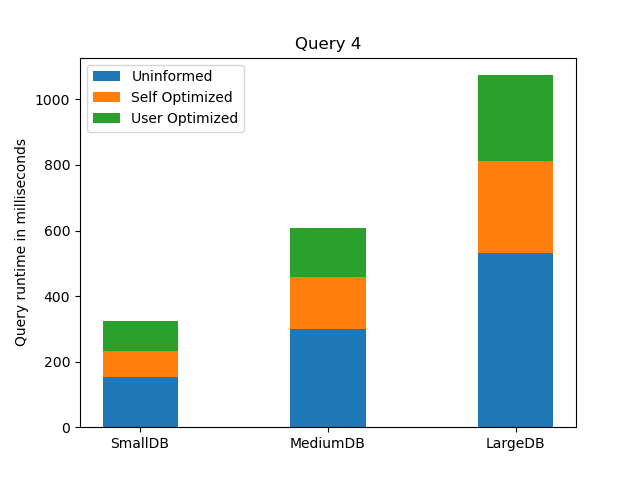 Query 4
Uninformed
Self Optimized
User Optimized
Query runtime in milliseconds
1000
800
600
400
200
0
SmallDB
MediumDB
LargeDB